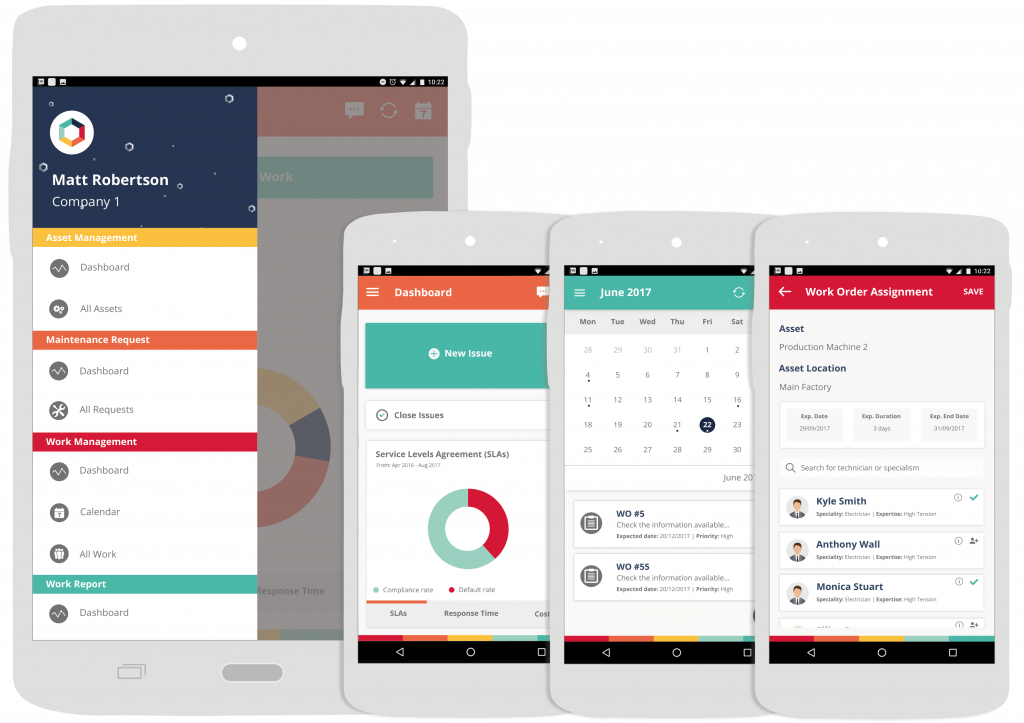 10:22
7
Matt Robertson
Company 1
Work
Asset Management
Dashboard
All Assets
Maintenance Request
Dashboard
All Requests
Work Management
Dashboard
Calendar
All Work
Work Report
Dashboard
Response Time
Dashboard
New Issue
Close Issues
Service Levels Agreement (SLAs)
From: Apr 2016 - Aug 2017
Compliance rate Default rate
SLAs Response Time Cost
June 2017
Mon Tue Wed Thu Fri Sat
28 29 30 31 1 2
4 5 6 7 8 9
11 12 13 14 15 16
18 19 20 21 22 23
25 26 27 28 29 30
June 201
WO #5
Check the information available...
Expected date: 20/12/2017 | Priority: High
WO #55
Check the information available...
Expected date: 20/12/2017 | Priority: High
10:22
Work Order Assignment SAVE
Asset
Production Machine 2
Asset Location
Main Factory
Exp. Date Exp. Duration Exp. End Date
29/09/2017 3 days 31/09/2017
Search for technician or specialism
Kyle Smith
Speciality: Electrician | Expertise: High Tension
Anthony Wall
Speciality: Electrician | Expertise: High Tension
Monica Stuart
Speciality: Electrician | Expertise: High Tension